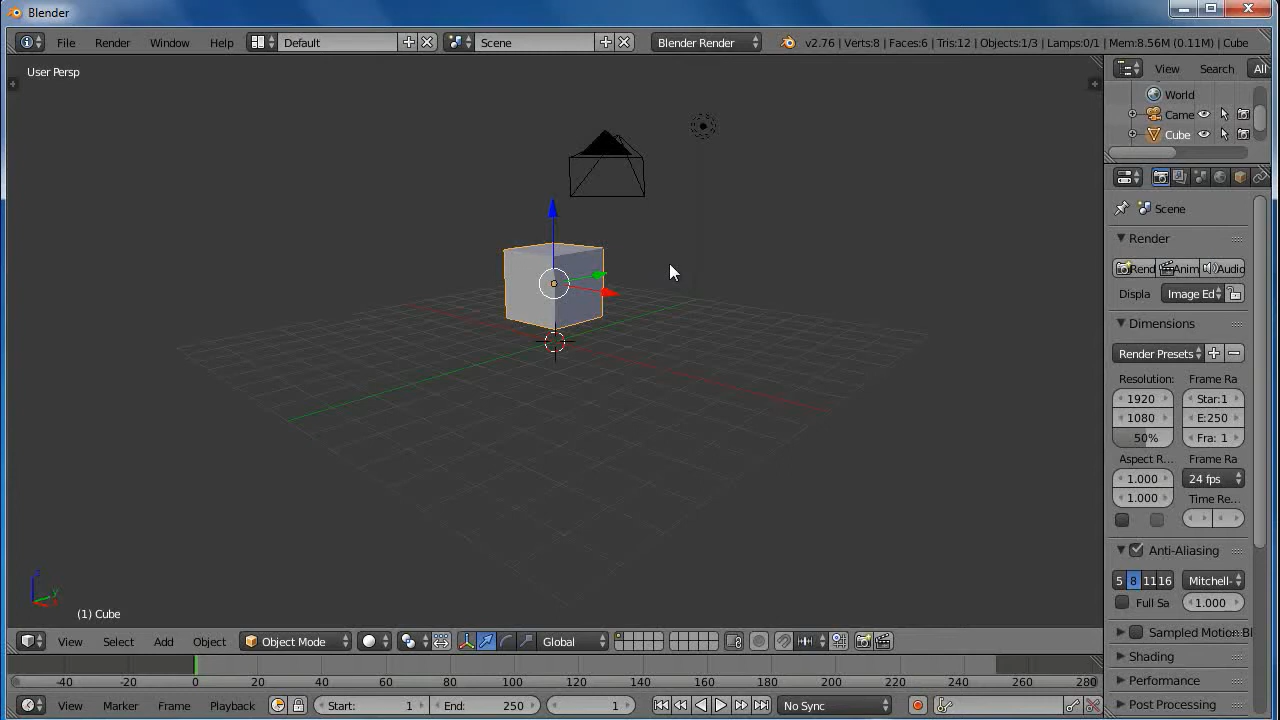 Blender
File Render Window Help Default Scene Blender Render v2.76 | Verts:8 | Faces:6 | Tris:12 | Objects:1/3 | Lamps:0/1 | Mem:8.56M (0.11M) | Cube
User Persp
View Search All
World
Came
Cube
Scene
Render
Rend Anim Audio
Displa Image Ed
Dimensions
Render Presets
Resolution: Frame Ra
1920 Star:1
1080 E:250
50% Fra: 1
Aspect R... Frame Ra
1.000 24 fps
1.000 Time Re...
Anti-Aliasing
5 8 11 16 Mitchell-
Full Sa 1.000
Sampled Motion Bl
Shading
Performance
Post Processing
z
y
(1) Cube
View Select Add Object Object Mode Global
-40 -20 0 20 40 60 80 100 120 140 160 180 200 220 240 260 280
View Marker Frame Playback Start: 1 End: 250 1 No Sync